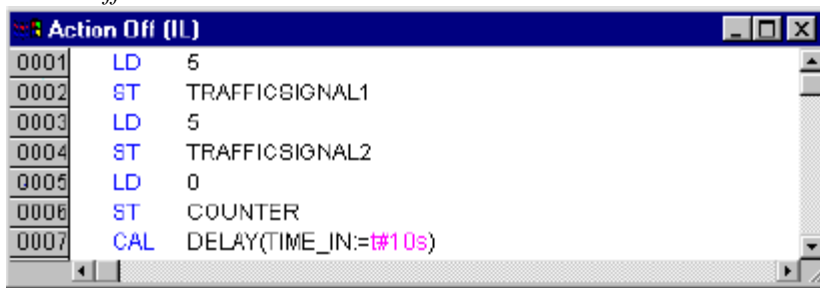 Action Off (IL)
0001 LD 5
0002 ST TRAFFICSIGNAL1
0003 LD 5
0004 ST TRAFFICSIGNAL2
0005 LD 0
0006 ST COUNTER
0007 CAL DELAY(TIME_IN:=t#10s)